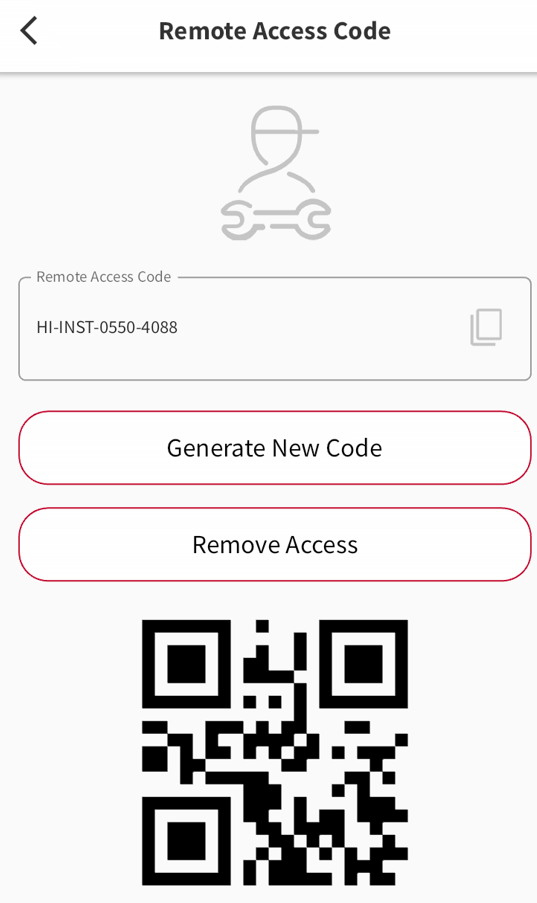 Remote Access Code
Remote Access Code
HI-INST-0550-4088
Generate New Code
Remove Access